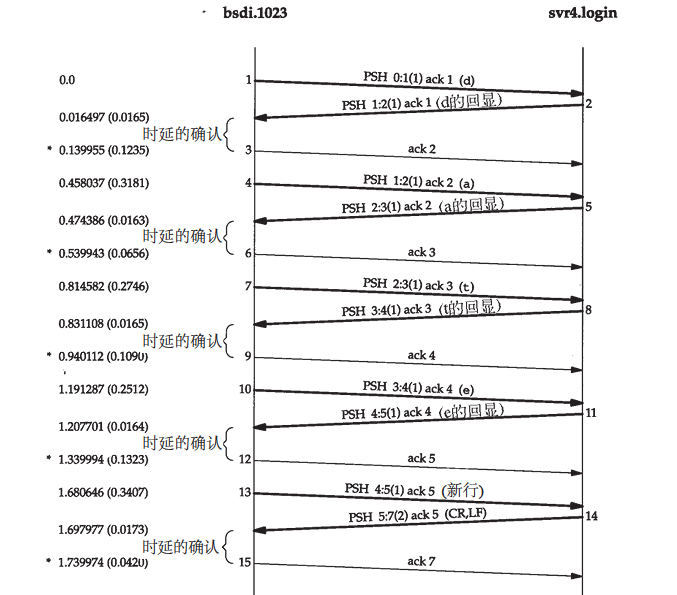 bsdi.1023 svr4.login
0.0 1 PSH 0:1(1) ack 1 (d)
PSH 1:2(1) ack 1 (d的回显) 2
0.016497 (0.0165)
时延的确认
* 0.139955 (0.1235) 3 ack 2
0.458037 (0.3181) 4 PSH 1:2(1) ack 2 (a)
PSH 2:3(1) ack 2 (a的回显) 5
0.474386 (0.0163)
时延的确认
* 0.539943 (0.0656) 6 ack 3
0.814582 (0.2746) 7 PSH 2:3(1) ack 3 (t)
PSH 3:4(1) ack 3 (t的回显) 8
0.831108 (0.0165)
时延的确认
* 0.940112 (0.1090) 9 ack 4
1.191287 (0.2512) 10 PSH 3:4(1) ack 4 (e)
PSH 4:5(1) ack 4 (e的回显) 11
1.207701 (0.0164)
时延的确认
* 1.339994 (0.1323) 12 ack 5
1.680646 (0.3407) 13 PSH 4:5(1) ack 5 (新行)
PSH 5:7(2) ack 5 (CR,LF) 14
1.697977 (0.0173)
时延的确认
* 1.739974 (0.0420) 15 ack 7